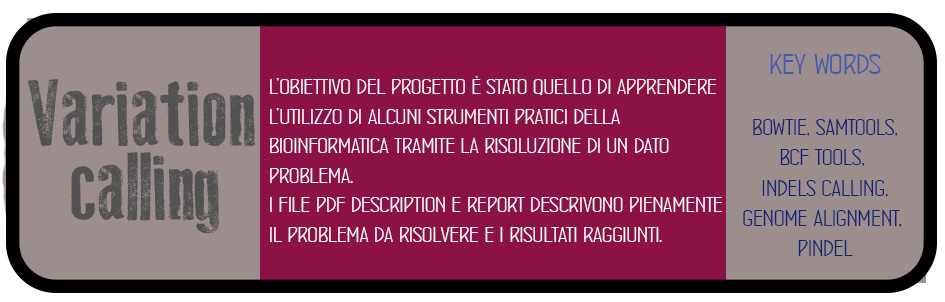 Variation
calling
L'OBIETTIVO DEL PROGETTO È STATO QUELLO DI APPRENDERE
L'UTILIZZO DI ALCUNI STRUMENTI PRATICI DELLA
BIOINFORMATICA TRAMITE LA RISOLUZIONE DI UN DATO
PROBLEMA.
I FILE PDF DESCRIPTION E REPORT DESCRIVONO PIENAMENTE
IL PROBLEMA DA RISOLVERE E I RISULTATI RAGGIUNTI.
KEY WORDS
BOWTIE, SAMTOOLS,
BCF TOOLS,
INDELS CALLING,
GENOME ALIGNMENT,
PINDEL